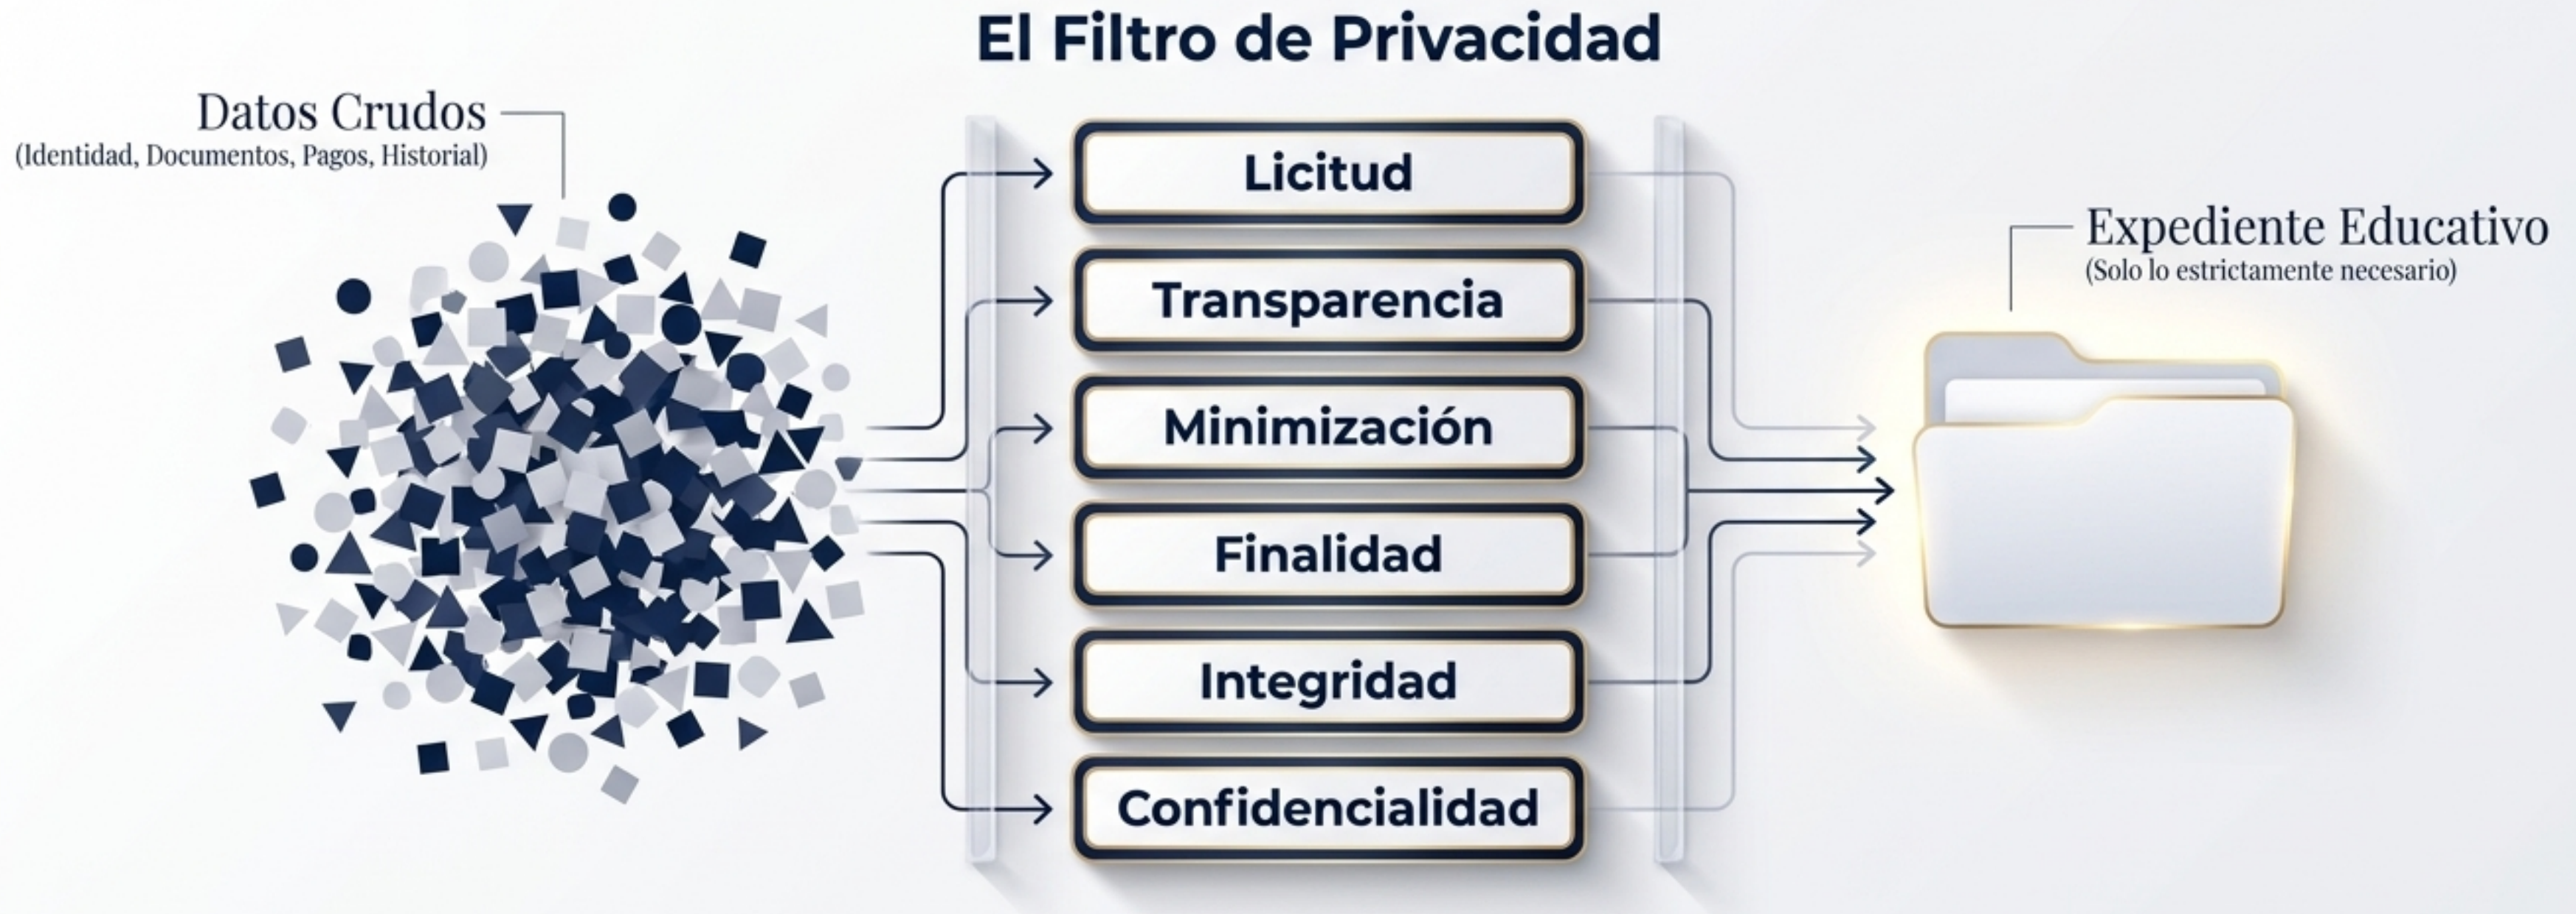 El Filtro de Privacidad
Datos Crudos
(Identidad, Documentos, Pagos, Historial)
Licitud
Transparencia
Minimización
Finalidad
Integridad
Confidencialidad
Expediente Educativo
(Solo lo estrictamente necesario)